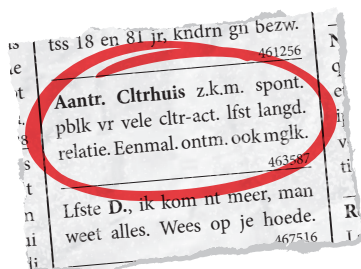 tss 18 en 81 jr, kndrn gn bezw.
461256
Aantr. Cltrhuis z.k.m. spont.
pblk vr vele cltr-act. lfst langd.
relatie. Eenmal. ontm. ook mglk.
463587
Lfste D., ik kom nt meer, man
weet alles. Wees op je hoede.
467516